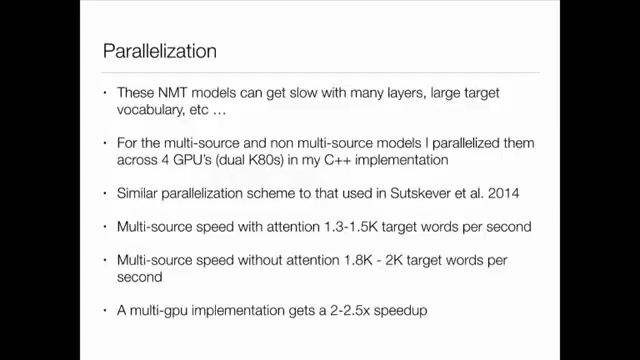 Parallelization
• These NMT models can get slow with many layers, large target
vocabulary, etc …
• For the multi-source and non multi-source models I parallelized them
across 4 GPU's (dual K80s) in my C++ implementation
• Similar parallelization scheme to that used in Sutskever et al. 2014
• Multi-source speed with attention 1.3-1.5K target words per second
• Multi-source speed without attention 1.8K - 2K target words per
second
• A multi-gpu implementation gets a 2-2.5x speedup